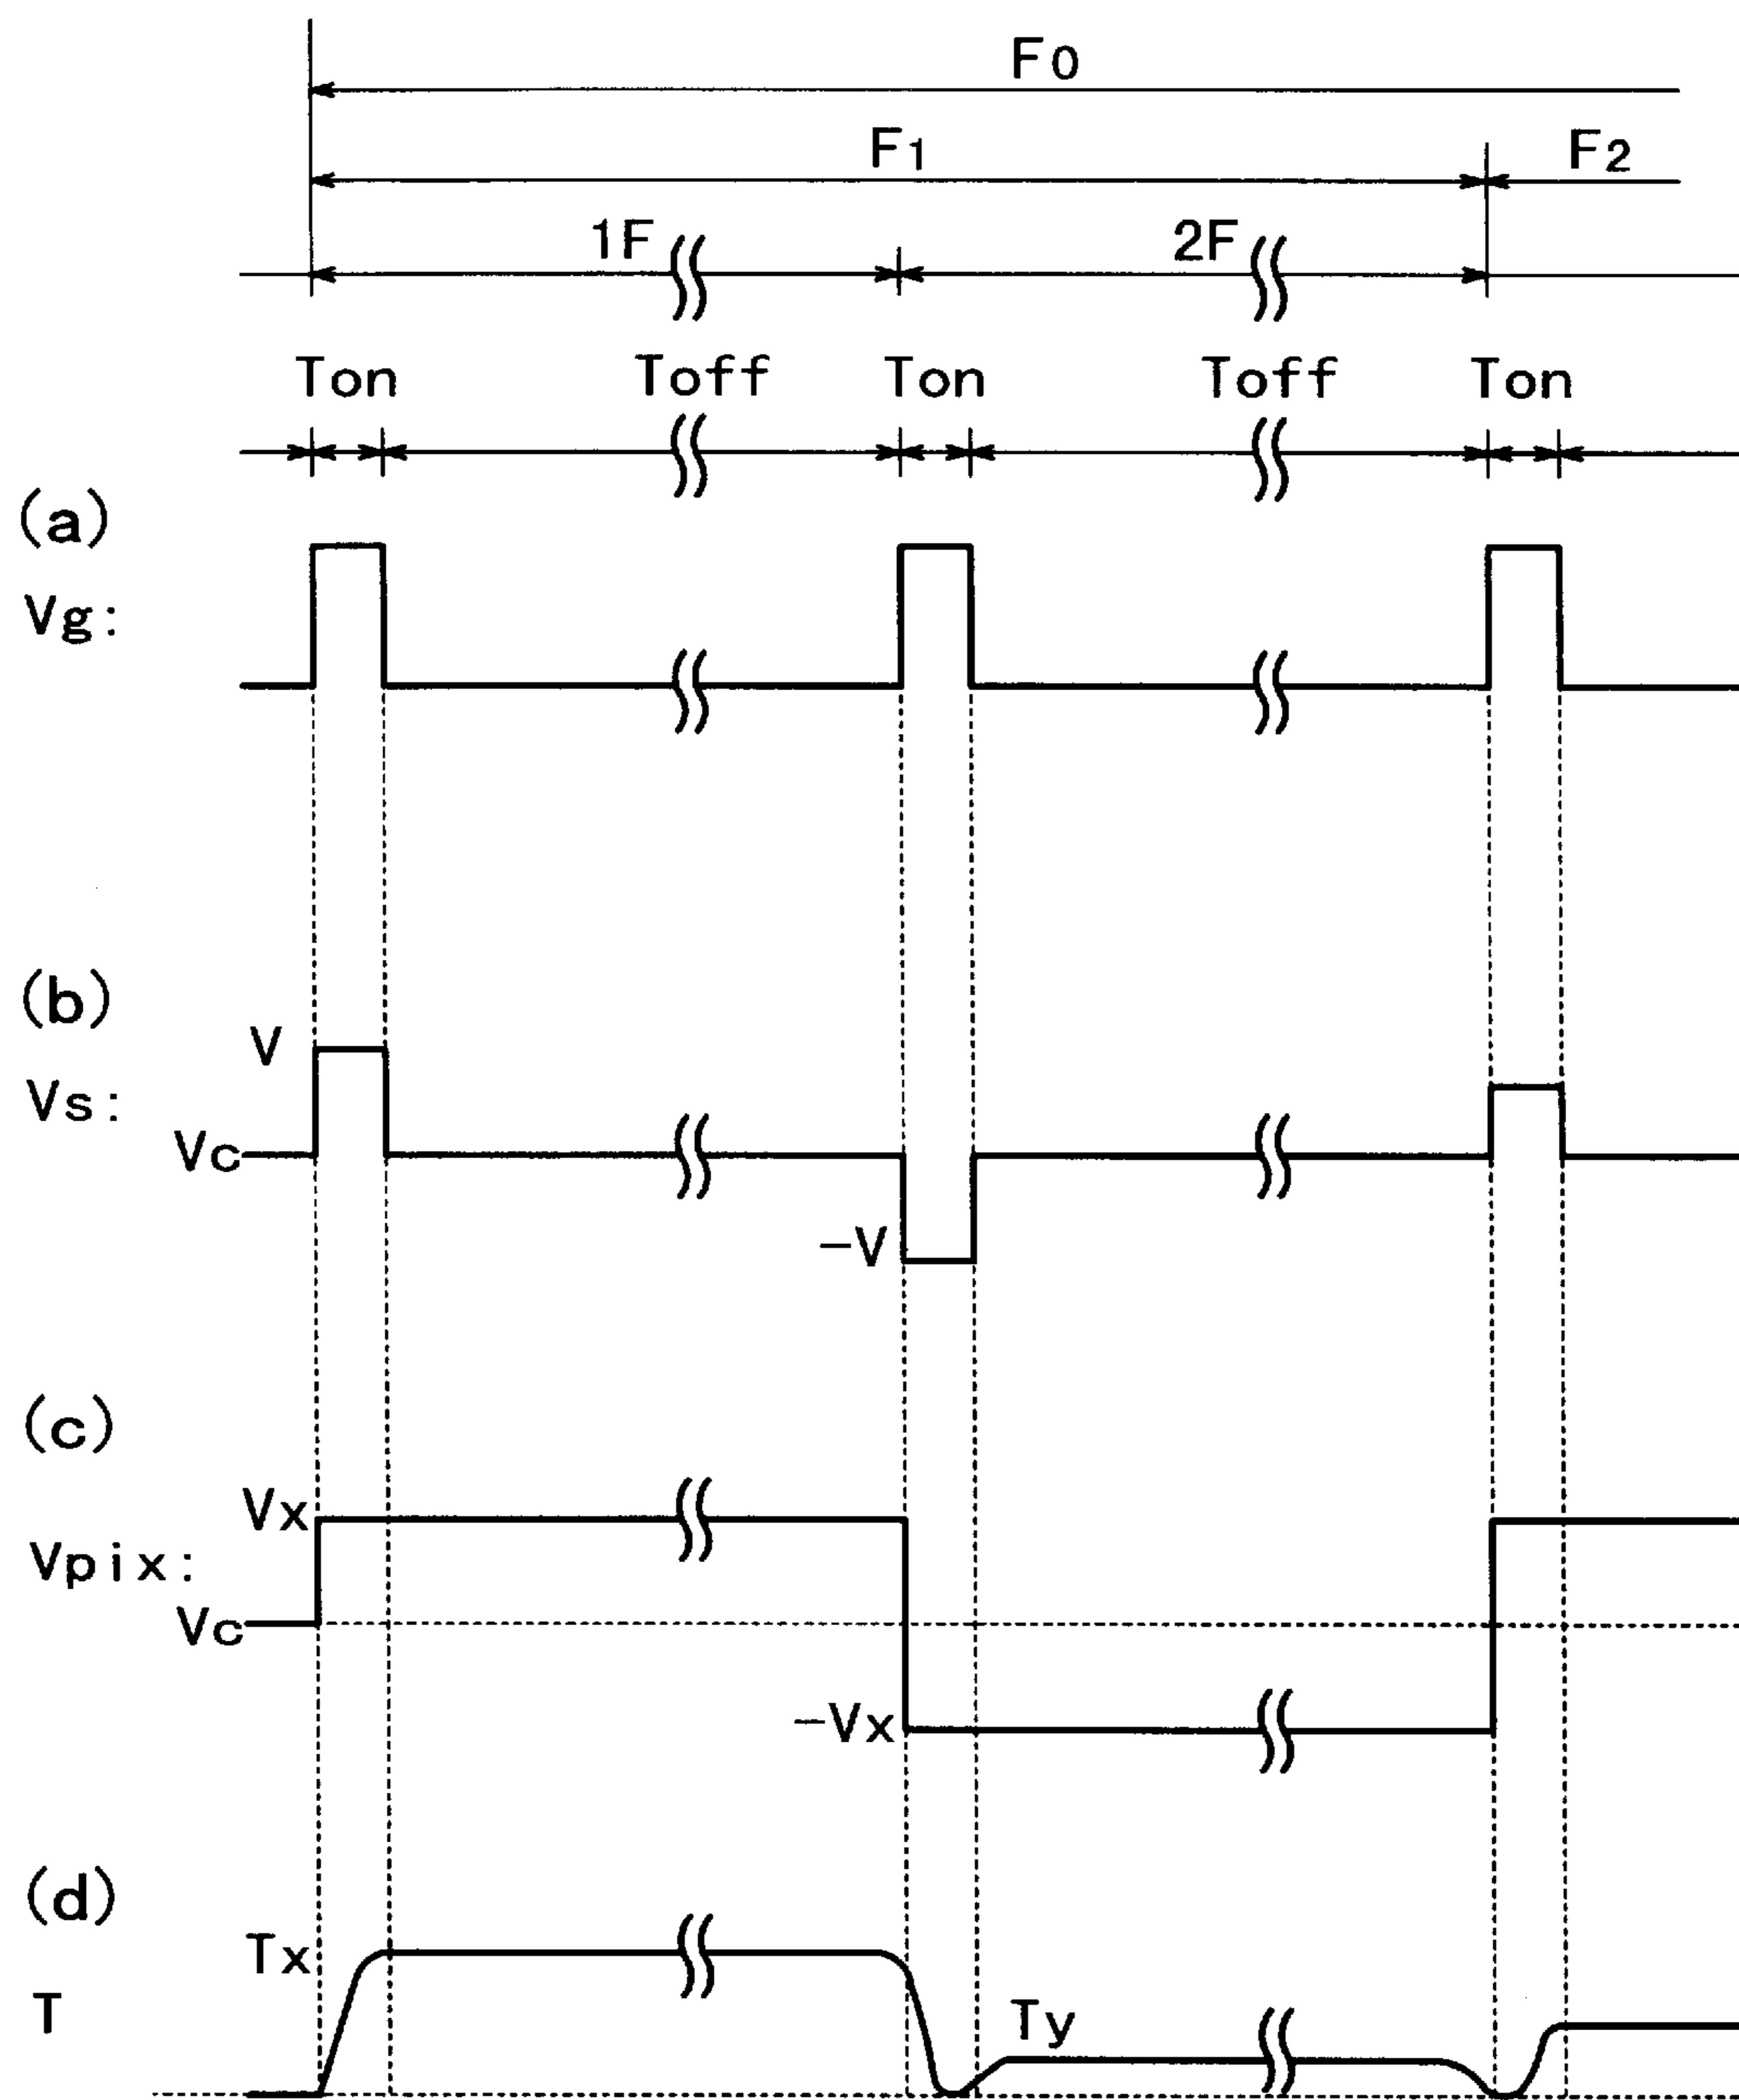 F0
F1 F2
1F 2F
Ton Toff Ton Toff Ton
(a)
Vg:
(b)
V
Vs:
Vc
-V
(c)
Vx
Vpix:
Vc
-Vx
(d)
Tx
T
Ty